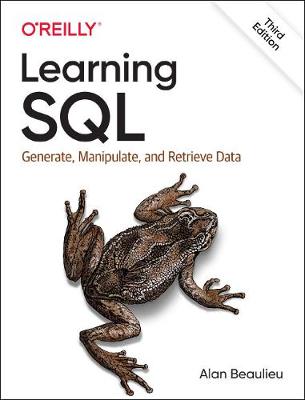 O'REILLY®
Third
Edition
Learning
SQL
Generate, Manipulate, and Retrieve Data
Alan Beaulieu